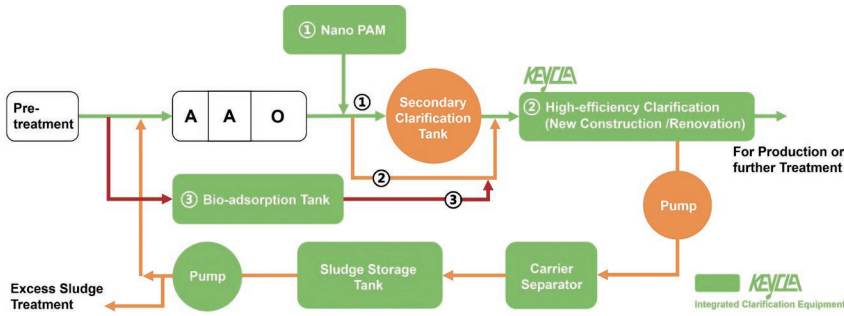 ① Nano PAM
KEYCLA
Pre-
treatment
A A O
①
Secondary
Clarification
Tank
② High-efficiency Clarification
(New Construction /Renovation)
For Production or
further Treatment
②
③ Bio-adsorption Tank
③
Pump
Pump
Sludge Storage
Tank
Carrier
Separator
Excess Sludge
Treatment
KEYCLA
Integrated Clarification Equipment